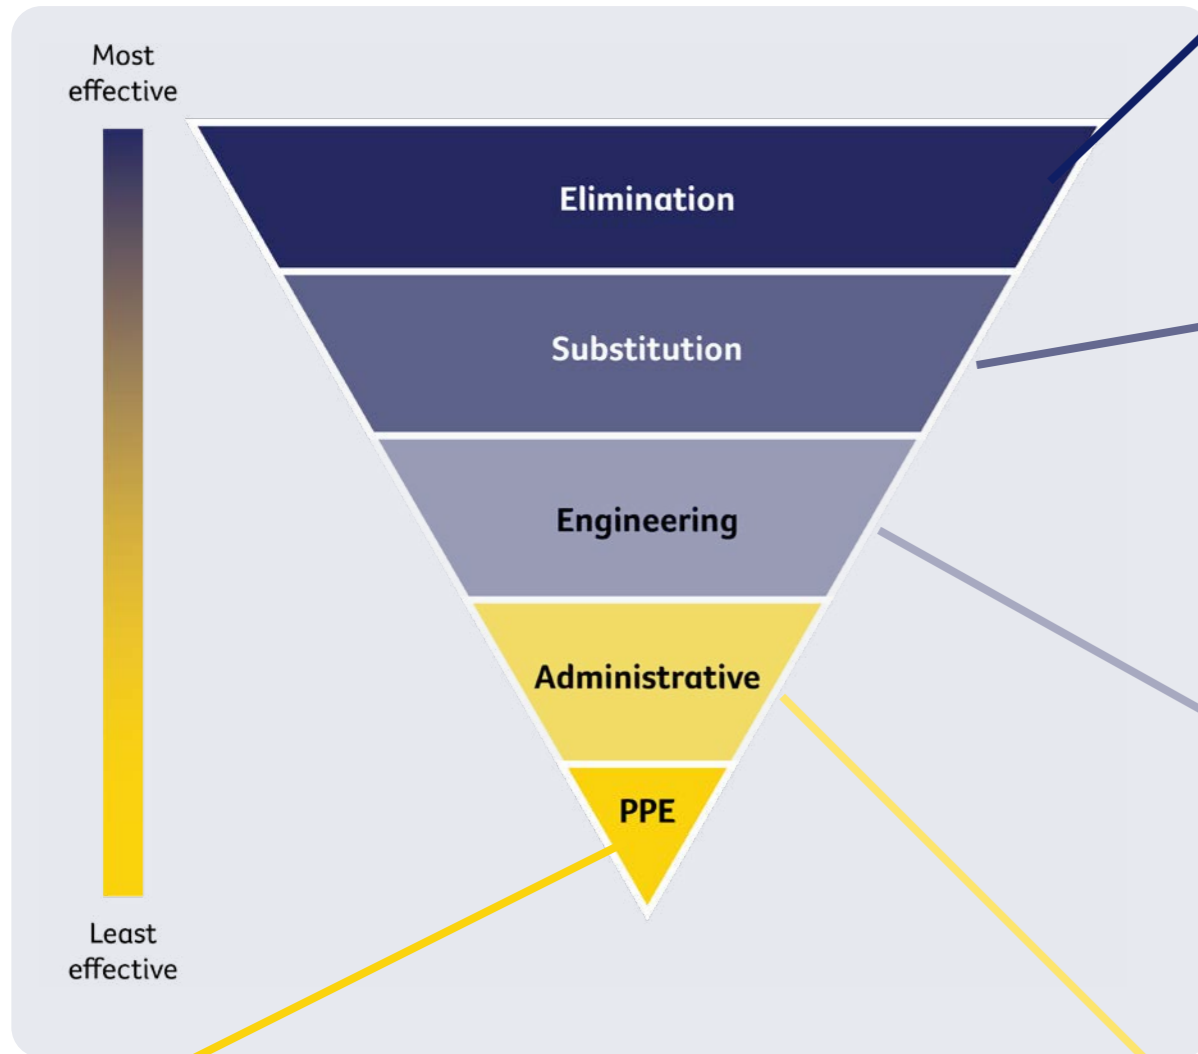 Most
effective
Elimination
Substitution
Engineering
Administrative
PPE
Least
effective